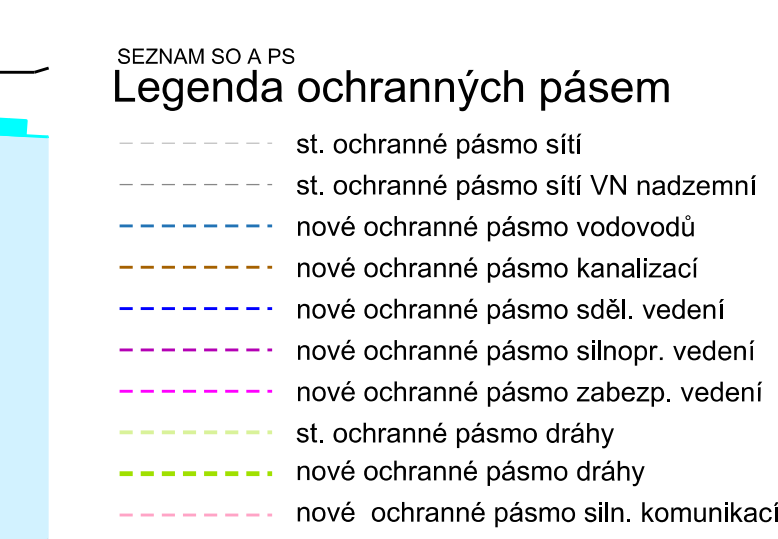 SEZNAM SO A PS
Legenda ochranných pásem
st. ochranné pásmo sítí
st. ochranné pásmo sítí VN nadzemní
nové ochranné pásmo vodovodů
nové ochranné pásmo kanalizací
nové ochranné pásmo sděl. vedení
nové ochranné pásmo silnopr. vedení
nové ochranné pásmo zabezp. vedení
st. ochranné pásmo dráhy
nové ochranné pásmo dráhy
nové ochranné pásmo siln. komunikací